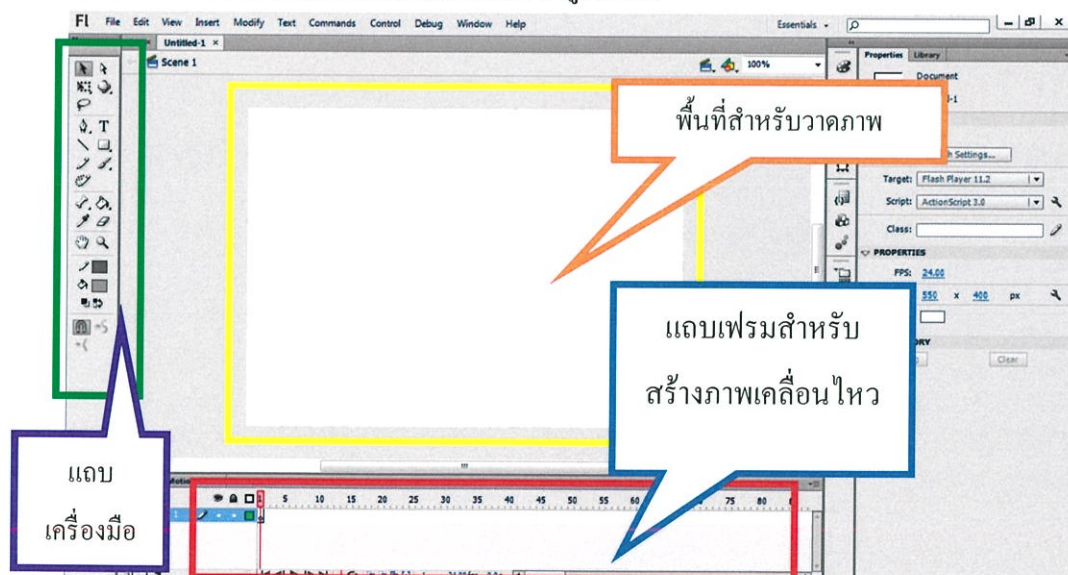 Fl File Edit View Insert Modify Text Commands Control Debug Window Help Essentials
Untitled-1 ×
Scene 1 100%
Properties Library
Document
พื้นที่สำหรับวาดภาพ
Settings...
Target: Flash Player 11.2
Script: ActionScript 3.0
Class:
PROPERTIES
FPS: 24.00
550 x 400 px
แถบเฟรมสำหรับ
สร้างภาพเคลื่อนไหว
Clear
แถบ
เครื่องมือ
1 5 10 15 20 25 30 35 40 45 50 55 60 75 80